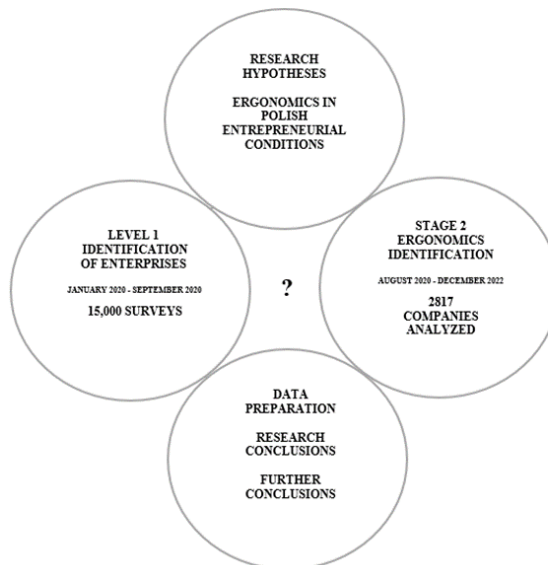 RESEARCH
HYPOTHESES
ERGONOMICS IN
POLISH
ENTREPRENEURIAL
CONDITIONS
LEVEL 1
IDENTIFICATION
OF ENTERPRISES
JANUARY 2020 - SEPTEMBER 2020
15,000 SURVEYS
?
STAGE 2
ERGONOMICS
IDENTIFICATION
AUGUST 2020 - DECEMBER 2022
2817
COMPANIES
ANALYZED
DATA
PREPARATION
RESEARCH
CONCLUSIONS
FURTHER
CONCLUSIONS